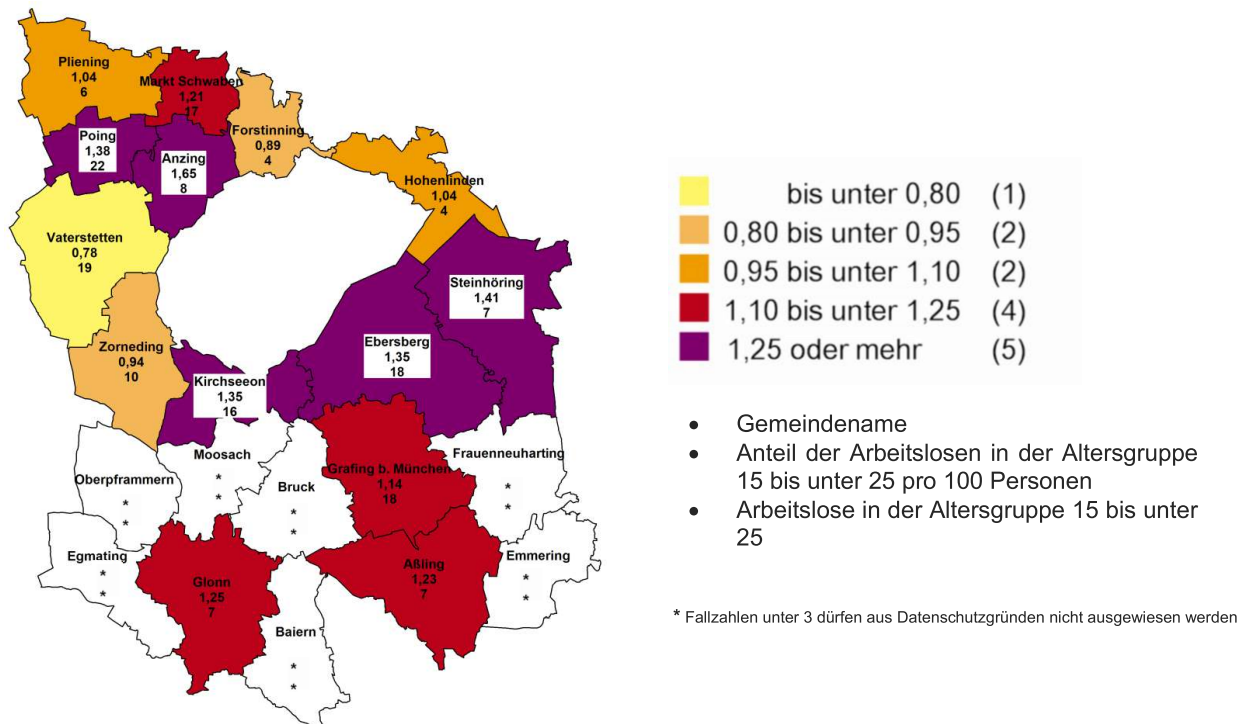 Pliening
1,04
6
Markt Schwaben
1,21
17
Forstinning
0,89
4
Poing
1,38
22
Anzing
1,65
8
Hohenlinden
1,04
4
Vaterstetten
0,78
19
Steinhöring
1,41
7
Zorneding
0,94
10
Ebersberg
1,35
18
Kirchseeon
1,35
16
Moosach
*
*
Oberpframmern
*
*
Bruck
*
*
Grafing b. München
1,14
18
Frauenneuharting
*
*
Egmating
*
*
Glonn
1,25
7
Aßling
1,23
7
Emmering
*
*
Baiern
*
*
bis unter 0,80 (1)
0,80 bis unter 0,95 (2)
0,95 bis unter 1,10 (2)
1,10 bis unter 1,25 (4)
1,25 oder mehr (5)
• Gemeindename
• Anteil der Arbeitslosen in der Altersgruppe
15 bis unter 25 pro 100 Personen
• Arbeitslose in der Altersgruppe 15 bis unter
25
* Fallzahlen unter 3 dürfen aus Datenschutzgründen nicht ausgewiesen werden